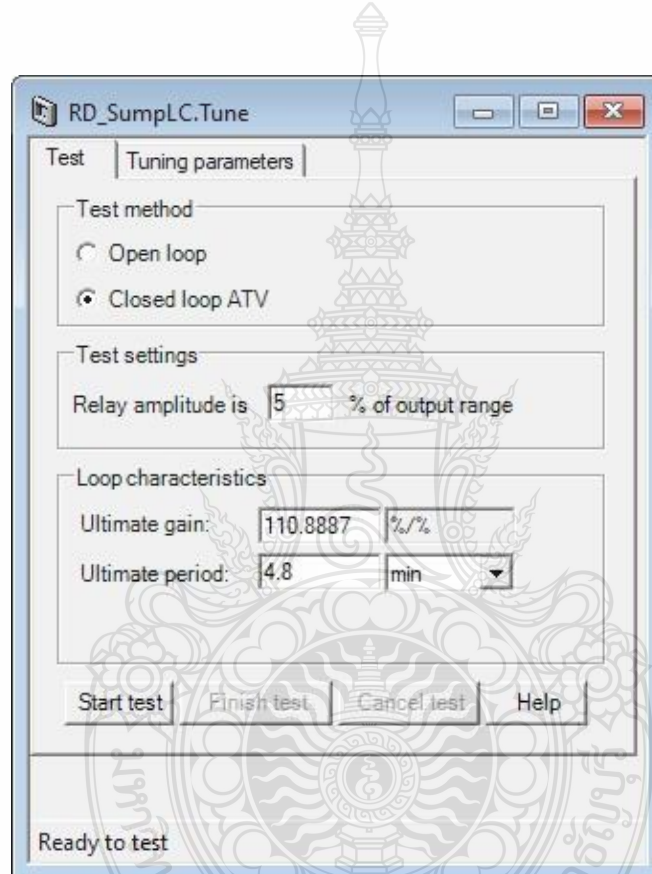 RD_SumpLC.Tune
Test Tuning parameters
Test method
Open loop
Closed loop ATV
Test settings
Relay amplitude is 5 % of output range
Loop characteristics
Ultimate gain: 110.8887 %/%
Ultimate period: 4.8 min
Start test Finish test Cancel test Help
Ready to test